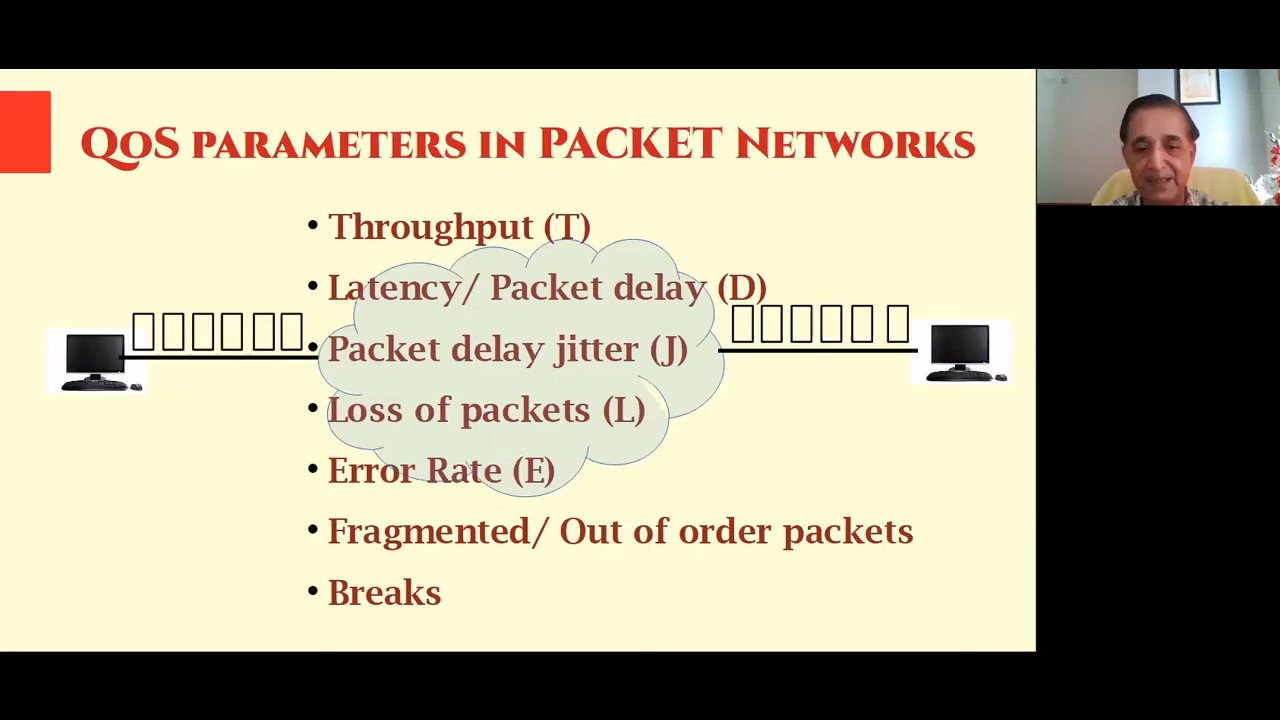 QoS PARAMETERS IN PACKET NETWORKS
• Throughput (T)
• Latency/ Packet delay (D)
• Packet delay jitter (J)
• Loss of packets (L)
• Error Rate (E)
• Fragmented/ Out of order packets
• Breaks